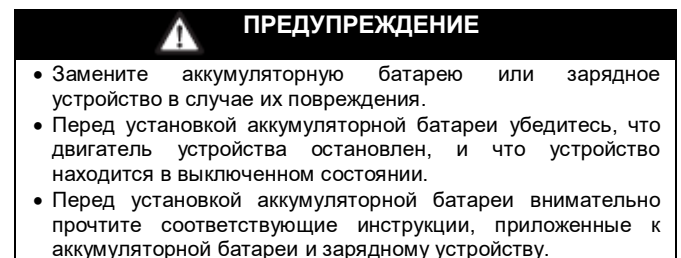 ПРЕДУПРЕЖДЕНИЕ
• Замените аккумуляторную батарею или зарядное
устройство в случае их повреждения.
• Перед установкой аккумуляторной батареи убедитесь, что
двигатель устройства остановлен, и что устройство
находится в выключенном состоянии.
• Перед установкой аккумуляторной батареи внимательно
прочтите соответствующие инструкции, приложенные к
аккумуляторной батареи и зарядному устройству.